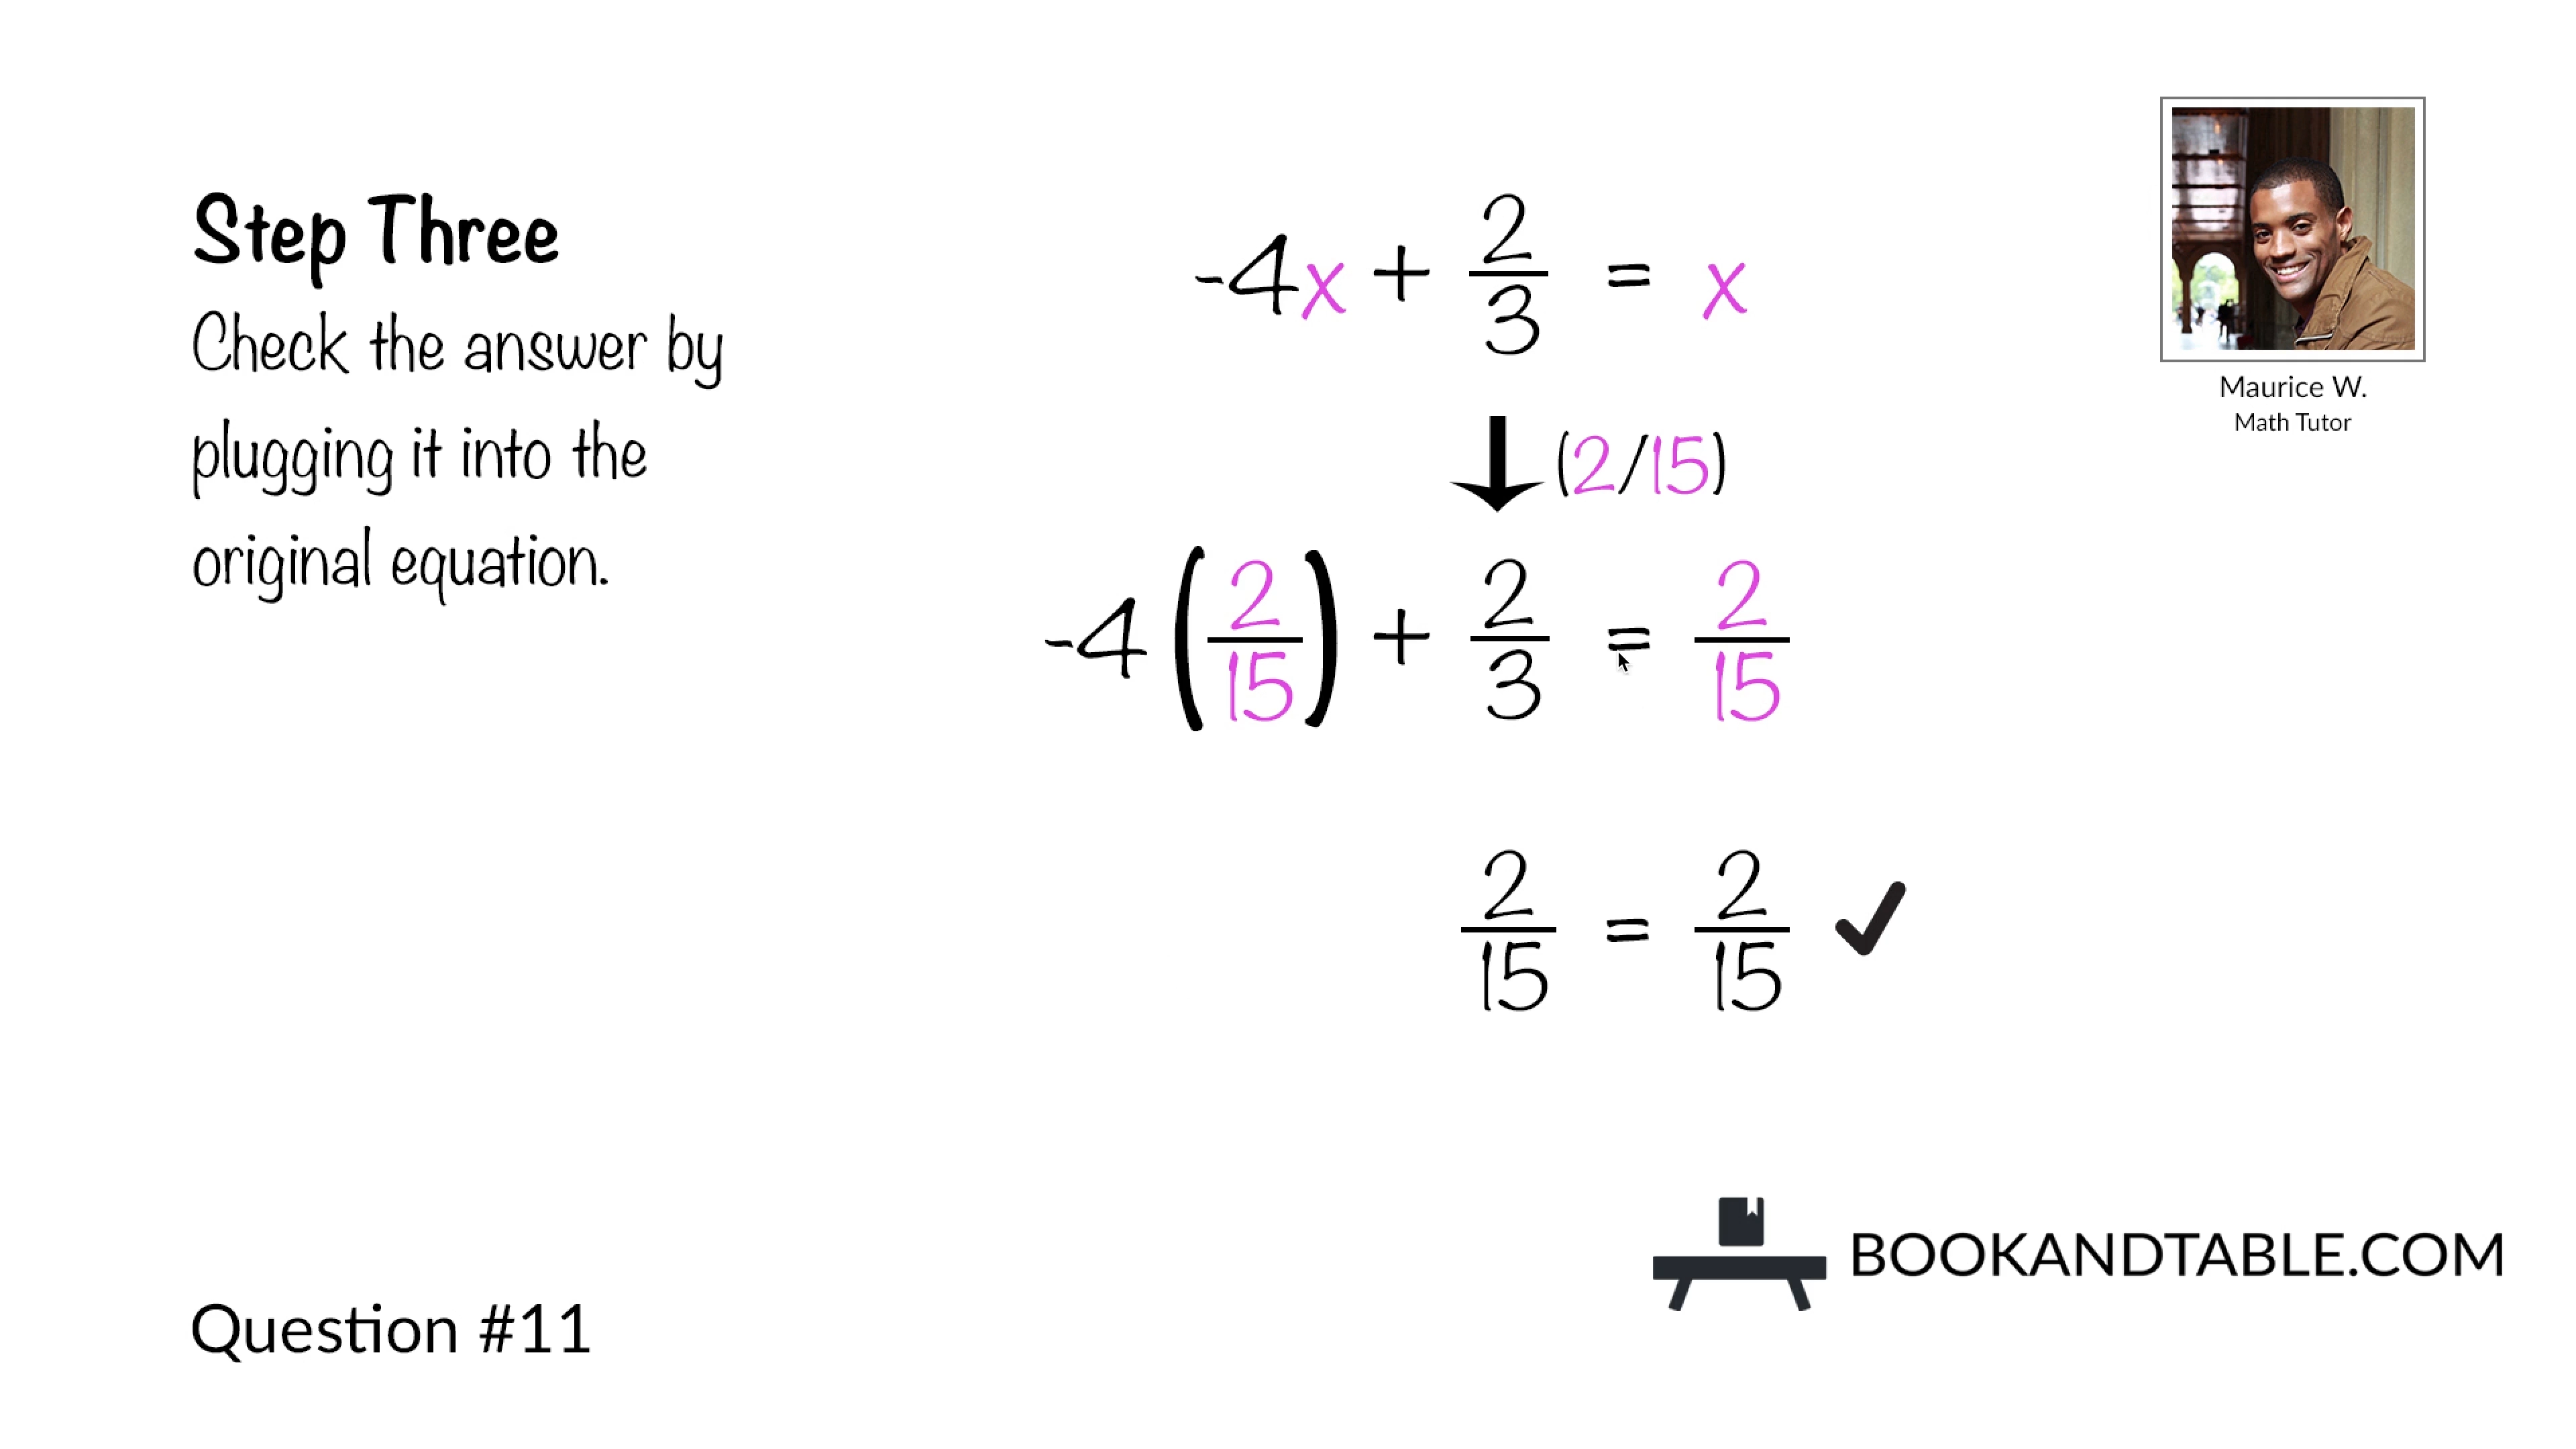 Step Three
Check the answer by
plugging it into the
original equation.
-4x + 2/3 = x
(2/15)
-4(2/15) + 2/3 = 2/15
2/15 = 2/15 ✓
Maurice W.
Math Tutor
BOOKANDTABLE.COM
Question #11